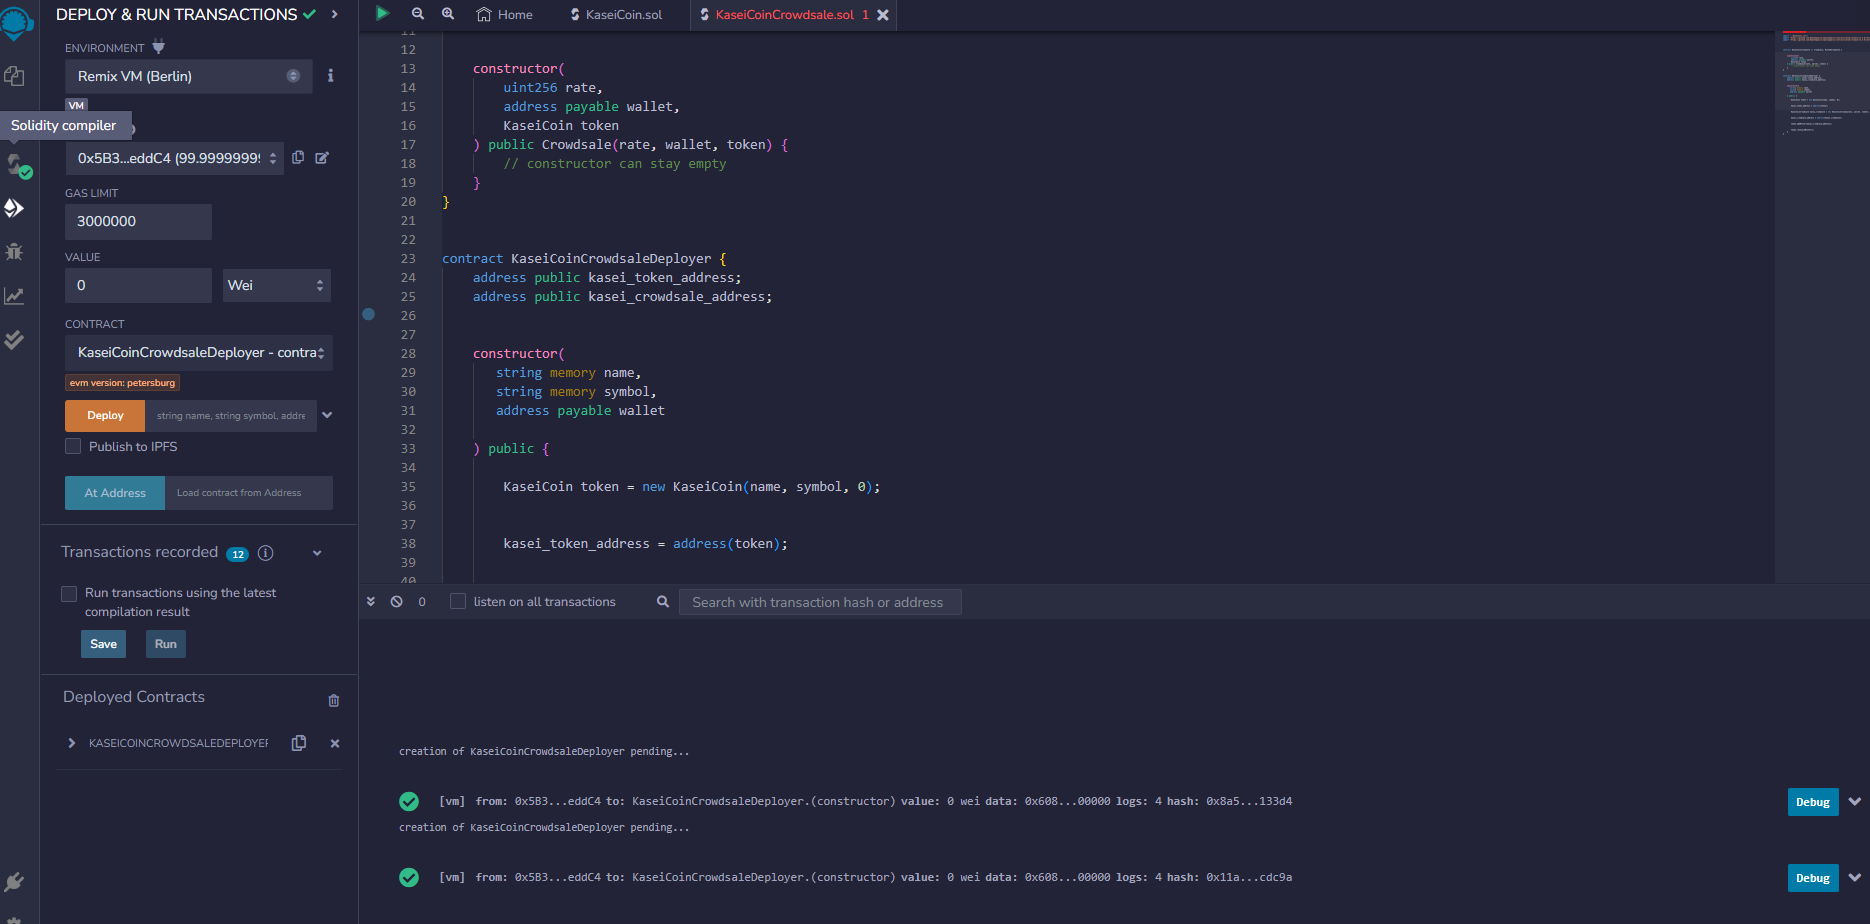 DEPLOY & RUN TRANSACTIONS
ENVIRONMENT
Remix VM (Berlin)
VM
Solidity compiler
0x5B3...eddC4 (99.9999999
GAS LIMIT
3000000
VALUE
0
Wei
CONTRACT
KaseiCoinCrowdsaleDeployer - contra
evm version: petersburg
Deploy
string name, string symbol, addre
Publish to IPFS
At Address
Load contract from Address
Transactions recorded 12
Run transactions using the latest
compilation result
Save
Run
Deployed Contracts
KASEICOINCROWDSALEDEPLOYER
Home
KaseiCoin.sol
KaseiCoinCrowdsale.sol 1
11
12
13 constructor(
14 uint256 rate,
15 address payable wallet,
16 KaseiCoin token
17 ) public Crowdsale(rate, wallet, token) {
18 // constructor can stay empty
19 }
20 }
21
22
23 contract KaseiCoinCrowdsaleDeployer {
24 address public kasei_token_address;
25 address public kasei_crowdsale_address;
26
27
28 constructor(
29 string memory name,
30 string memory symbol,
31 address payable wallet
32
33 ) public {
34
35 KaseiCoin token = new KaseiCoin(name, symbol, 0);
36
37
38 kasei_token_address = address(token);
39
40
0
listen on all transactions
Search with transaction hash or address
creation of KaseiCoinCrowdsaleDeployer pending...
[vm] from: 0x5B3...eddC4 to: KaseiCoinCrowdsaleDeployer.(constructor) value: 0 wei data: 0x608...00000 logs: 4 hash: 0x8a5...133d4
Debug
creation of KaseiCoinCrowdsaleDeployer pending...
[vm] from: 0x5B3...eddC4 to: KaseiCoinCrowdsaleDeployer.(constructor) value: 0 wei data: 0x608...00000 logs: 4 hash: 0x11a...cdc9a
Debug